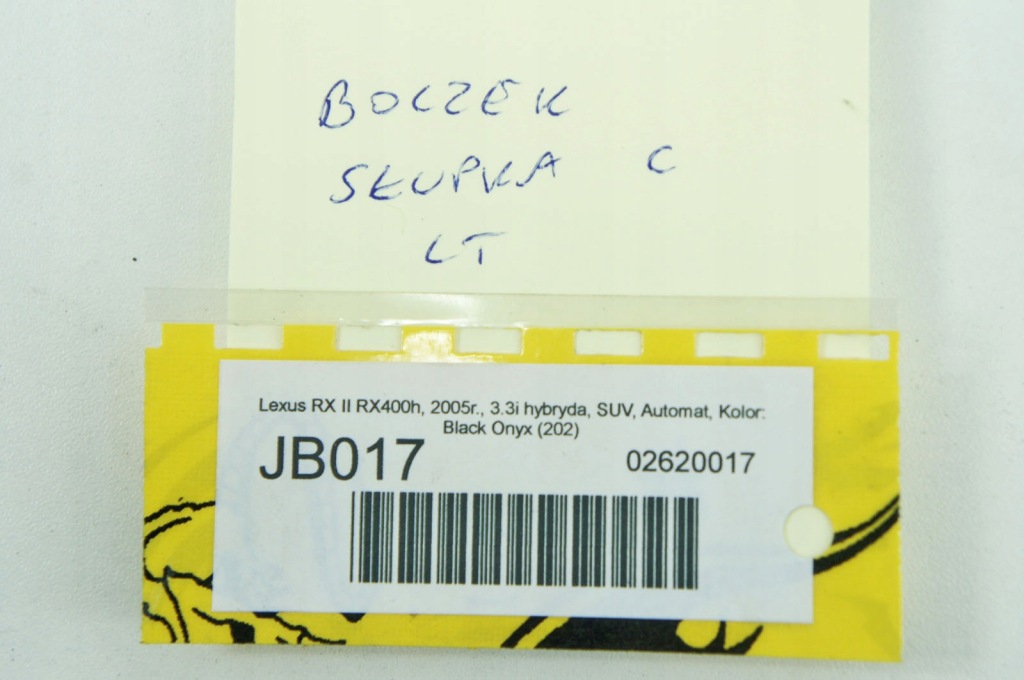 BOCZEK
SŁUPKA C
LT
Lexus RX II RX400h, 2005r., 3.3i hybryda, SUV, Automat, Kolor:
Black Onyx (202)
JB017 02620017